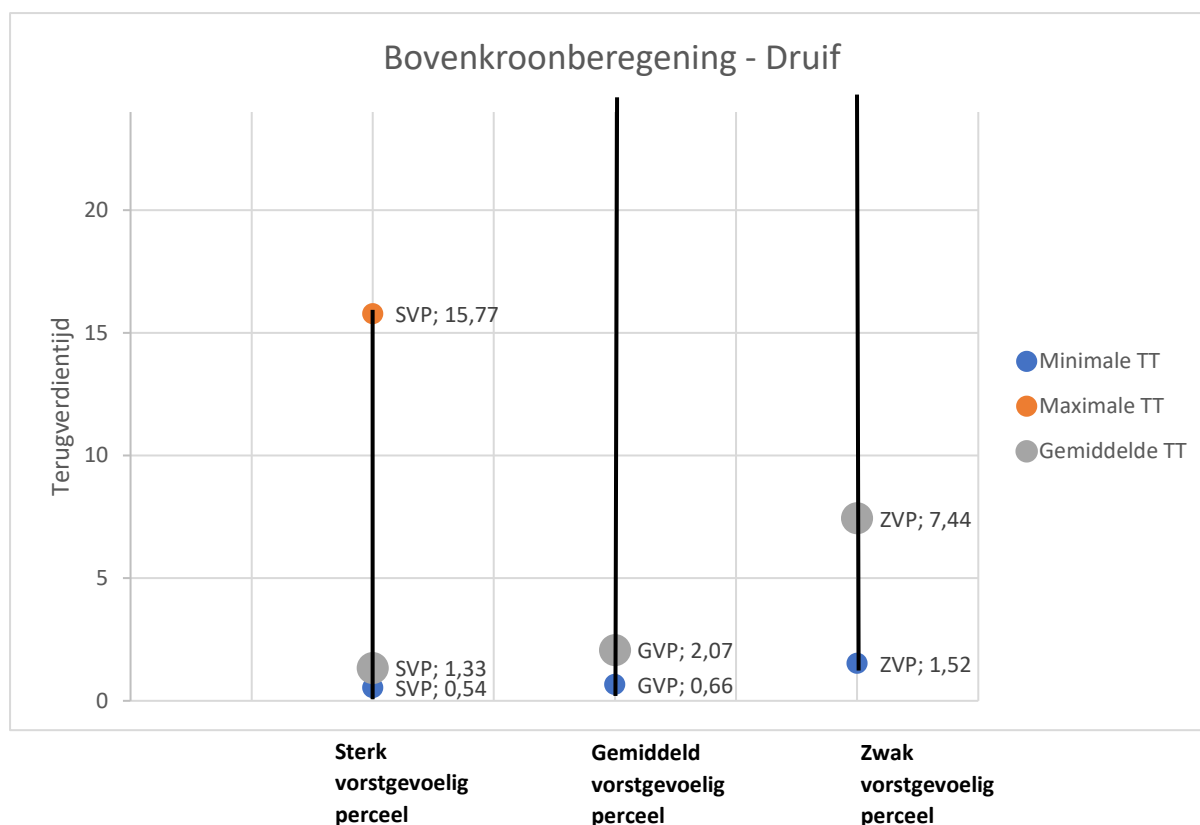 Bovenkroonberegening - Druif
Terugverdientijd
20
15
10
5
0
SVP; 15,77
SVP; 1,33
SVP; 0,54
GVP; 2,07
GVP; 0,66
ZVP; 7,44
ZVP; 1,52
Minimale TT
Maximale TT
Gemiddelde TT
Sterk
vorstgevoelig
perceel
Gemiddeld
vorstgevoelig
perceel
Zwak
vorstgevoelig
perceel